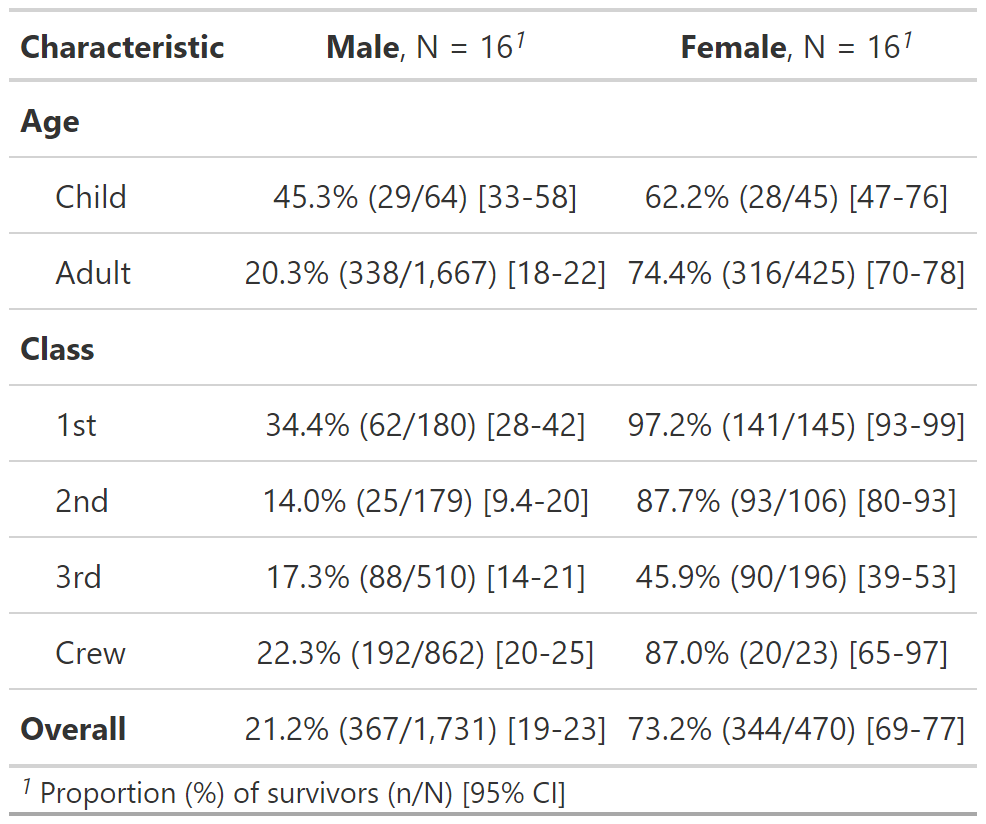 Characteristic Male, N = 16¹ Female, N = 16¹
Age
Child 45.3% (29/64) [33-58] 62.2% (28/45) [47-76]
Adult 20.3% (338/1,667) [18-22] 74.4% (316/425) [70-78]
Class
1st 34.4% (62/180) [28-42] 97.2% (141/145) [93-99]
2nd 14.0% (25/179) [9.4-20] 87.7% (93/106) [80-93]
3rd 17.3% (88/510) [14-21] 45.9% (90/196) [39-53]
Crew 22.3% (192/862) [20-25] 87.0% (20/23) [65-97]
Overall 21.2% (367/1,731) [19-23] 73.2% (344/470) [69-77]
¹ Proportion (%) of survivors (n/N) [95% CI]